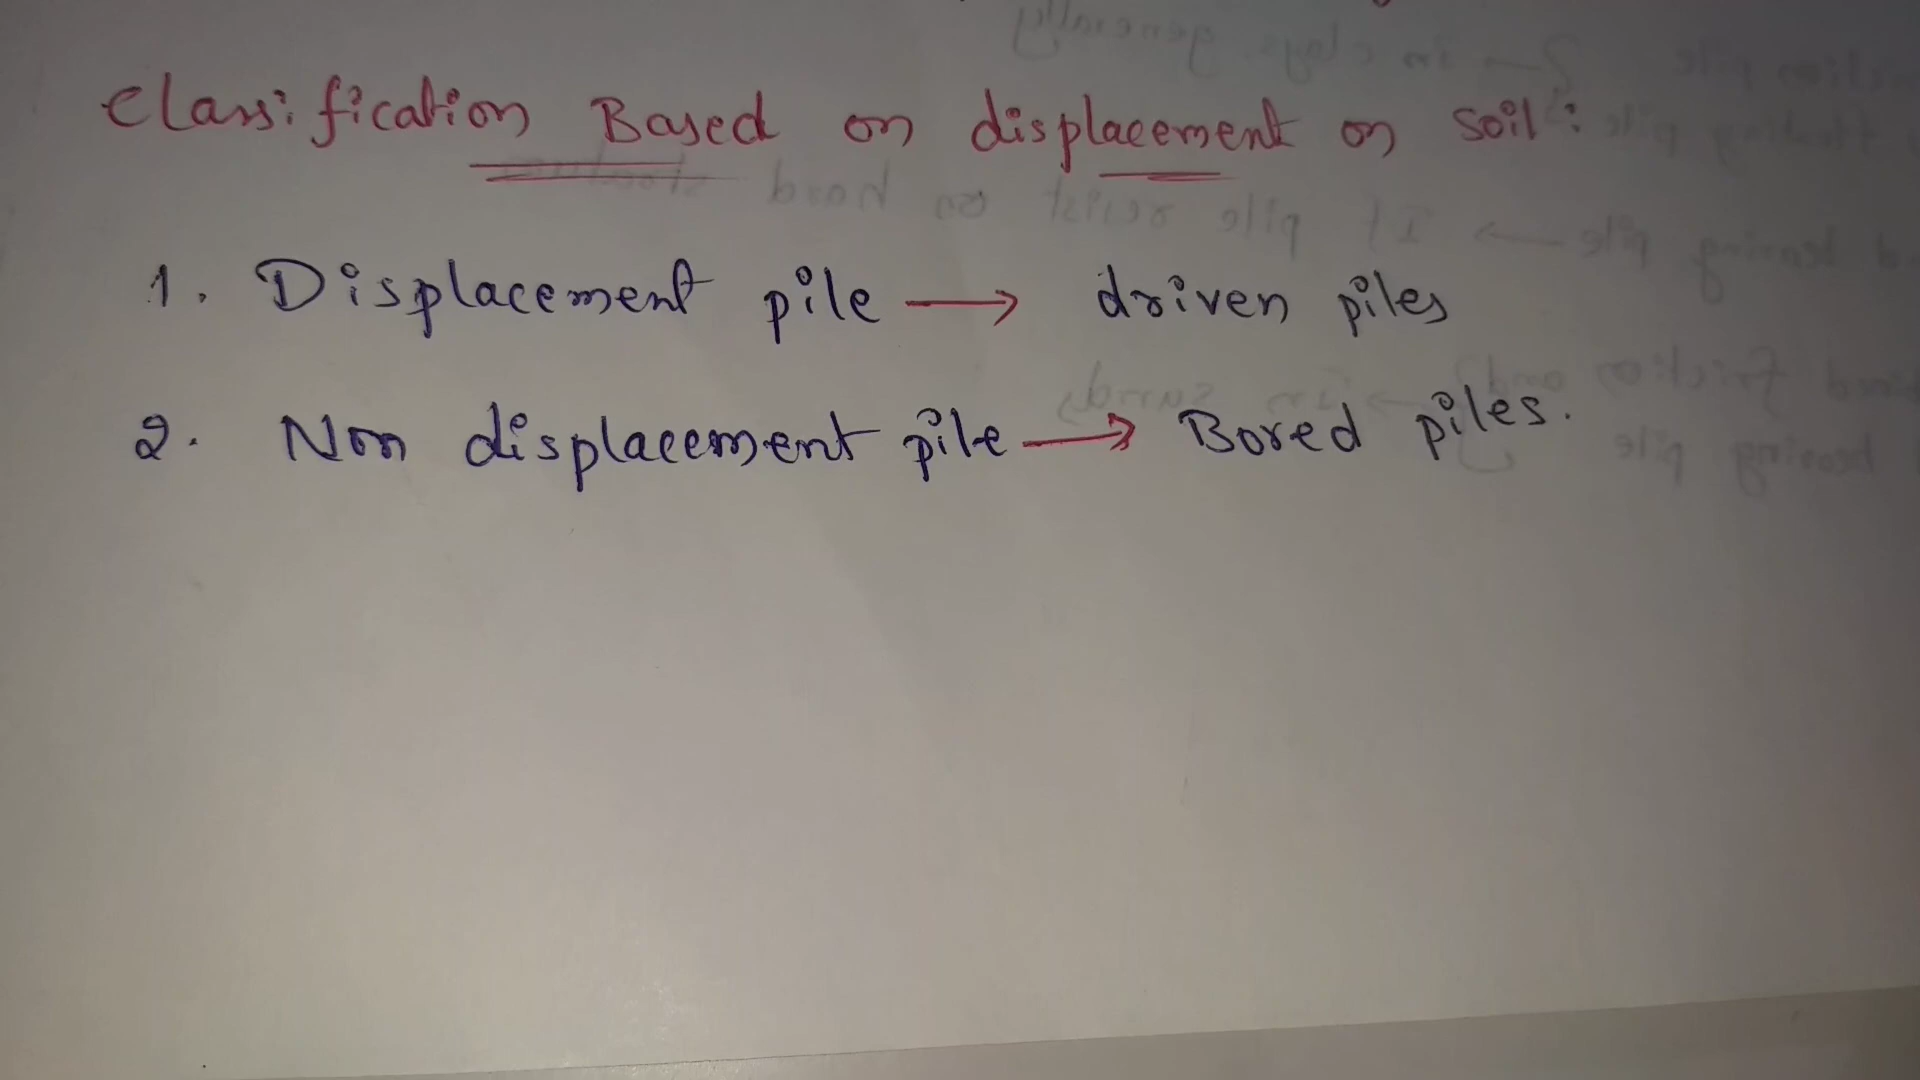 Classification Based on displacement on soil:
1. Displacement pile → driven piles
2. Non displacement pile → Bored piles.